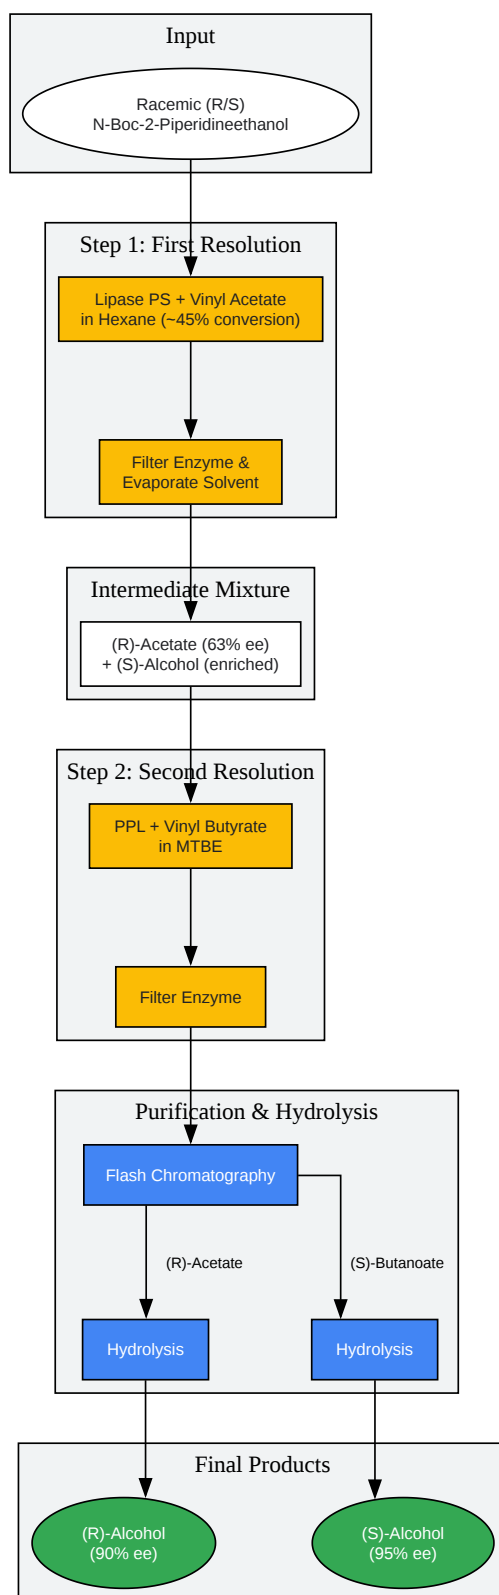 Input
Racemic (R/S)
N-Boc-2-Piperidineethanol
Step 1: First Resolution
Lipase PS + Vinyl Acetate
in Hexane (~45% conversion)
Filter Enzyme &
Evaporate Solvent
Intermediate Mixture
(R)-Acetate (63% ee)
+ (S)-Alcohol (enriched)
Step 2: Second Resolution
PPL + Vinyl Butyrate
in MTBE
Filter Enzyme
Purification & Hydrolysis
Flash Chromatography
(R)-Acetate
(S)-Butanoate
Hydrolysis
Hydrolysis
Final Products
(R)-Alcohol
(90% ee)
(S)-Alcohol
(95% ee)